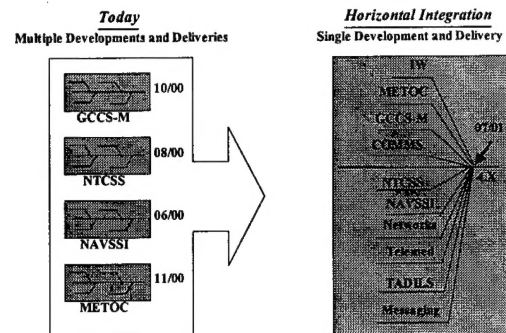 Today
Multiple Developments and Deliveries
10/00
GCCS-M
08/00
NTCSS
06/00
NAVSSI
11/00
METOC
Horizontal Integration
Single Development and Delivery
IW
METOC
GCCS-M
COMMS
07/01
4.X
NTCSS
NAVSSI
Networks
Telemed
TADILS
Messaging